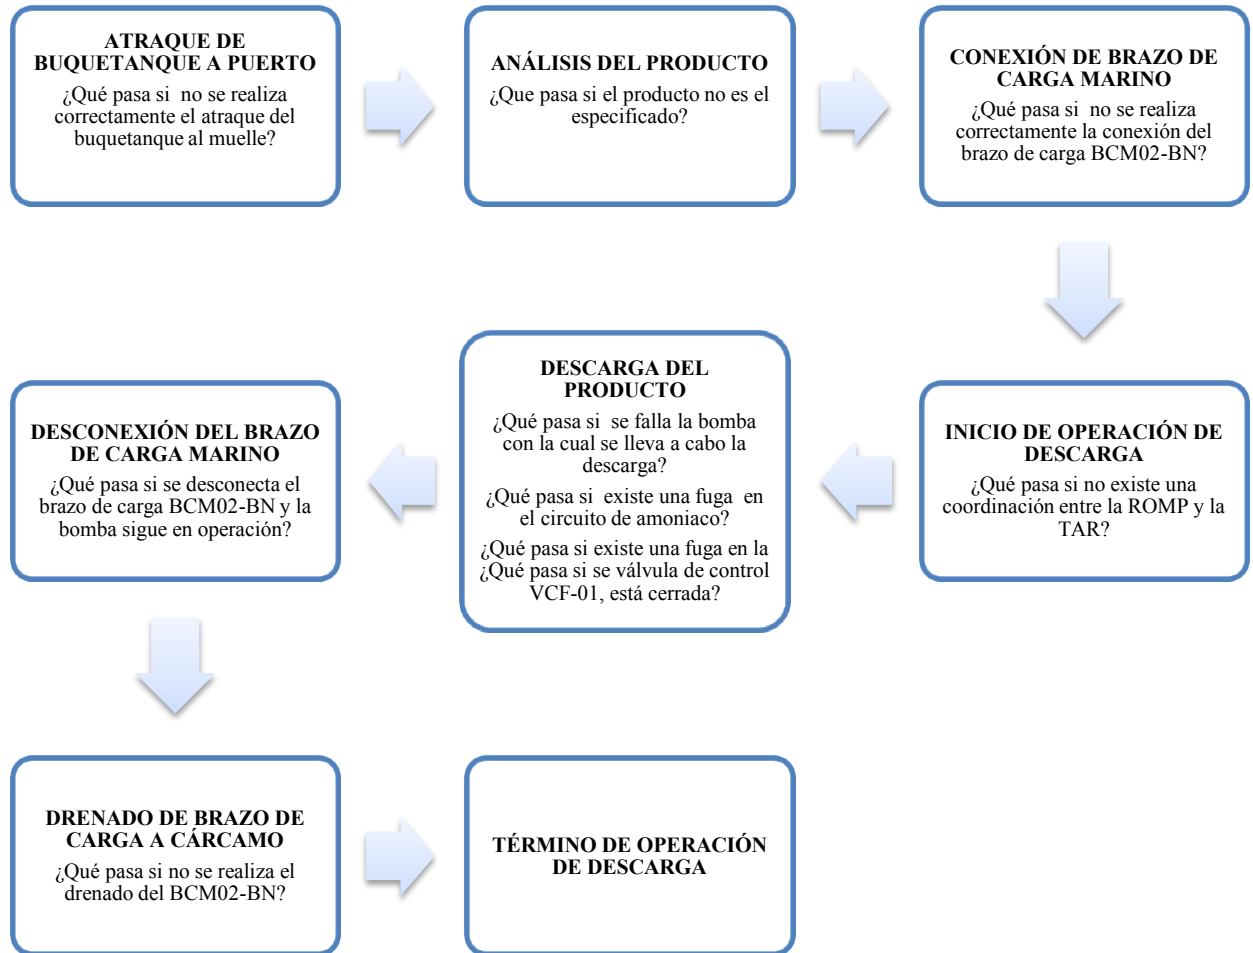 ATRAQUE DE
BUQUETANQUE A PUERTO
¿Qué pasa si no se realiza
correctamente el atraque del
buquetanque al muelle?
ANÁLISIS DEL PRODUCTO
¿Que pasa si el producto no es el
especificado?
CONEXIÓN DE BRAZO DE
CARGA MARINO
¿Qué pasa si no se realiza
correctamente la conexión del
brazo de carga BCM02-BN?
INICIO DE OPERACIÓN DE
DESCARGA
¿Qué pasa si no existe una
coordinación entre la ROMP y la
TAR?
DESCARGA DEL
PRODUCTO
¿Qué pasa si se falla la bomba
con la cual se lleva a cabo la
descarga?
¿Qué pasa si existe una fuga en
el circuito de amoniaco?
¿Qué pasa si existe una fuga en la
¿Qué pasa si se válvula de control
VCF-01, está cerrada?
DESCONEXIÓN DEL BRAZO
DE CARGA MARINO
¿Qué pasa si se desconecta el
brazo de carga BCM02-BN y la
bomba sigue en operación?
DRENADO DE BRAZO DE
CARGA A CÁRCAMO
¿Qué pasa si no se realiza el
drenado del BCM02-BN?
TÉRMINO DE OPERACIÓN
DE DESCARGA